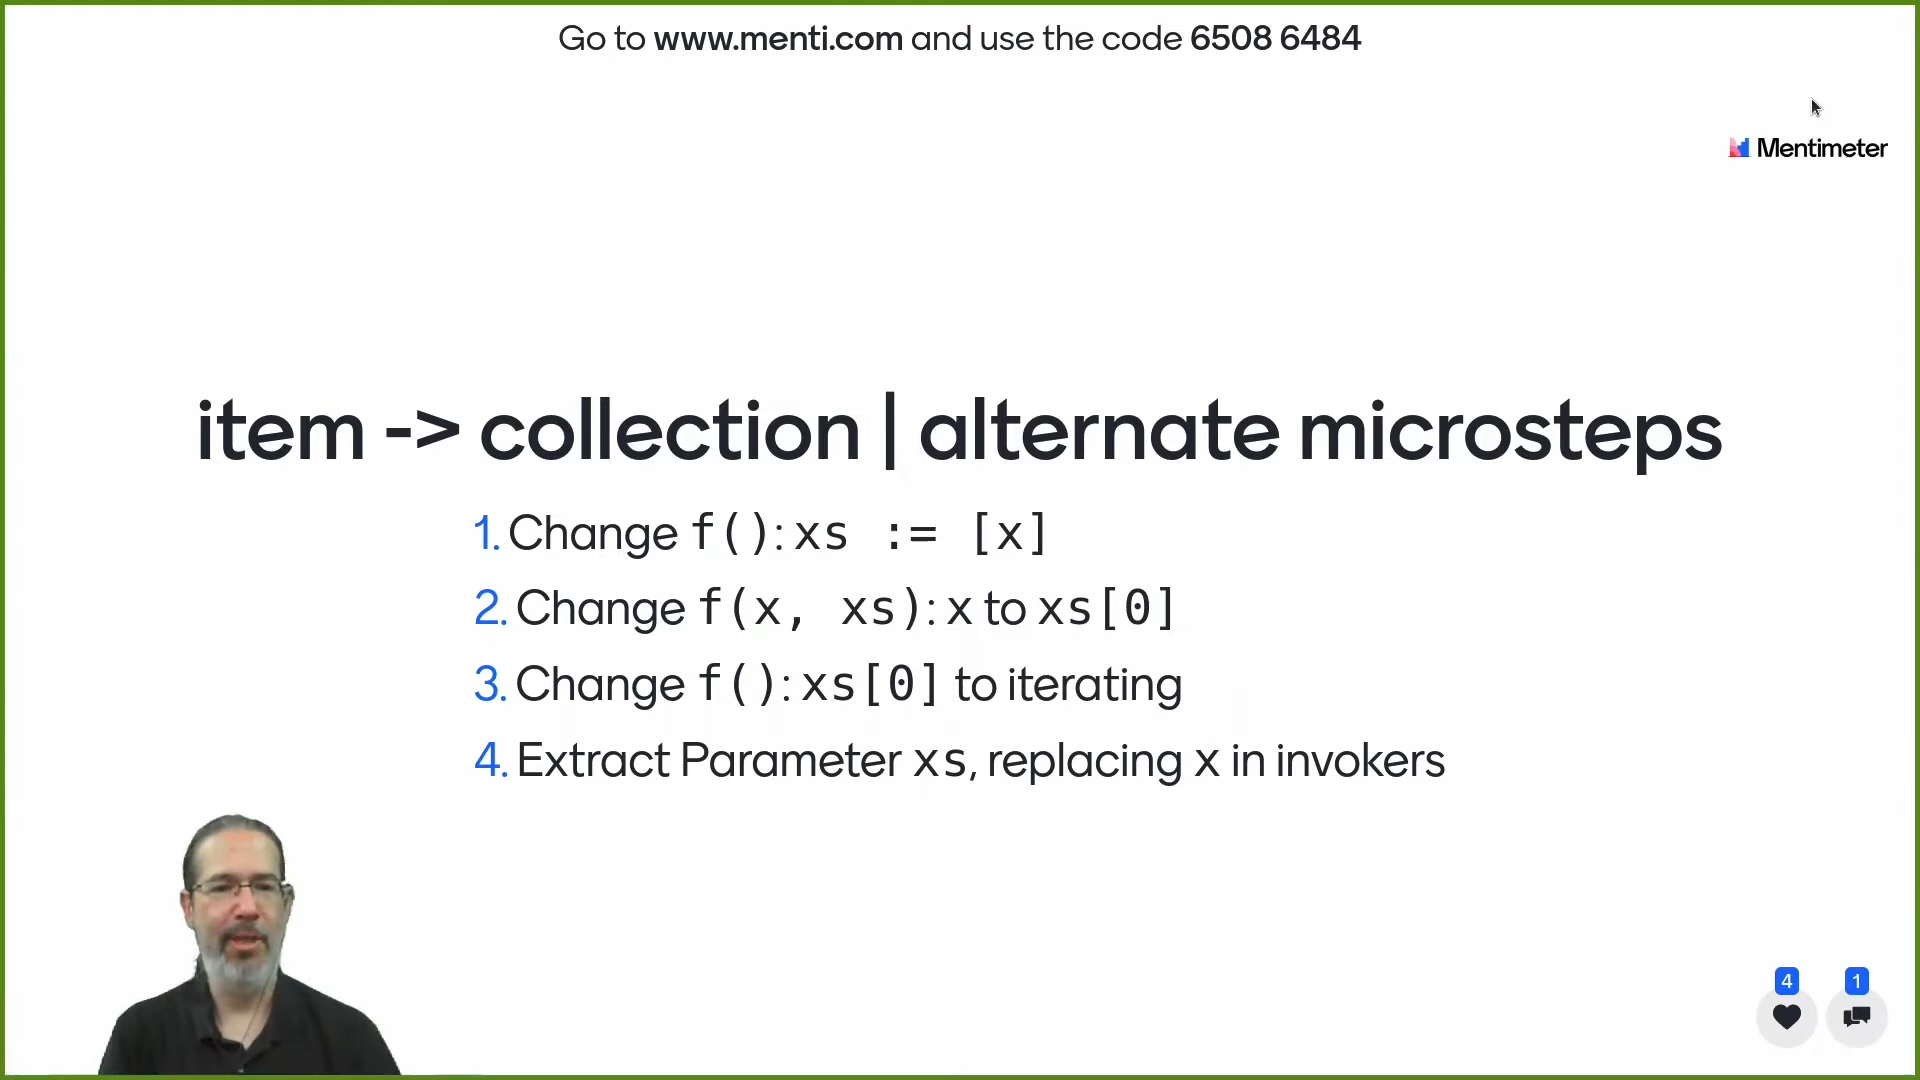 Go to www.menti.com and use the code 6508 6484
Mentimeter
item -> collection | alternate microsteps
1. Change f(): xs := [x]
2. Change f(x, xs): x to xs[0]
3. Change f(): xs[0] to iterating
4. Extract Parameter xs, replacing x in invokers
4 1